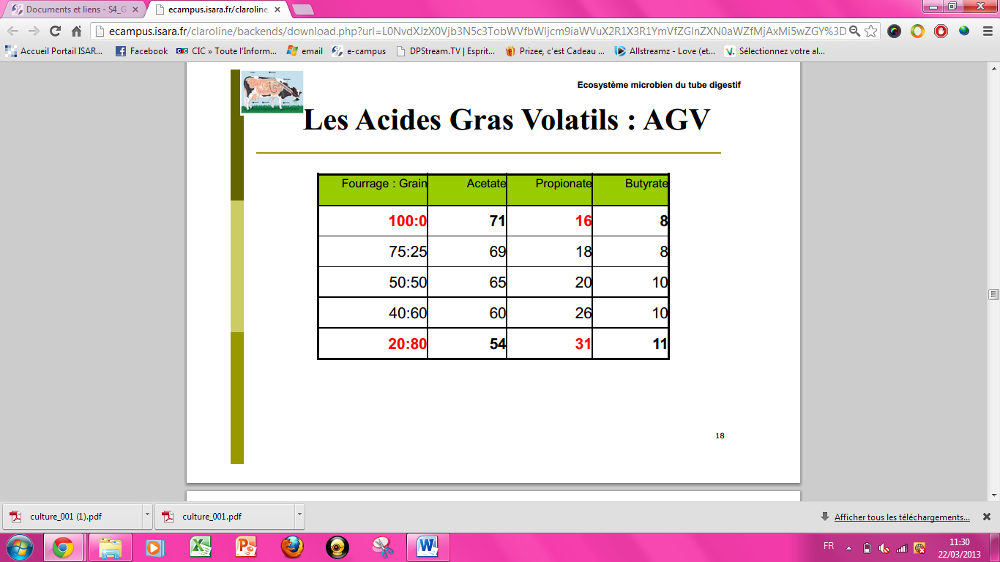 Documents et liens - S4_G
ecampus.isara.fr/claroline
ecampus.isara.fr/claroline/backends/download.php?url=L0NvdXJzX0Vjb3N5c3TobWVfbWljcm9iaWVuX2R1X3R1YmVfZGlnZXN0aWZfMjAxMi5wZGY%3D
Accueil Portail ISAR...
Facebook
CIC » Toute l'Inform...
email
e-campus
DPStream.TV | Esprit...
Prizee, c'est Cadeau ...
Allstreamz - Love (et...
Sélectionnez votre al...
Ecosystème microbien du tube digestif
Les Acides Gras Volatils : AGV
Fourrage : Grain Acetate Propionate Butyrate
100:0 71 16 8
75:25 69 18 8
50:50 65 20 10
40:60 60 26 10
20:80 54 31 11
18
culture_001 (1).pdf
culture_001.pdf
Afficher tous les téléchargements...
FR
11:30
22/03/2013